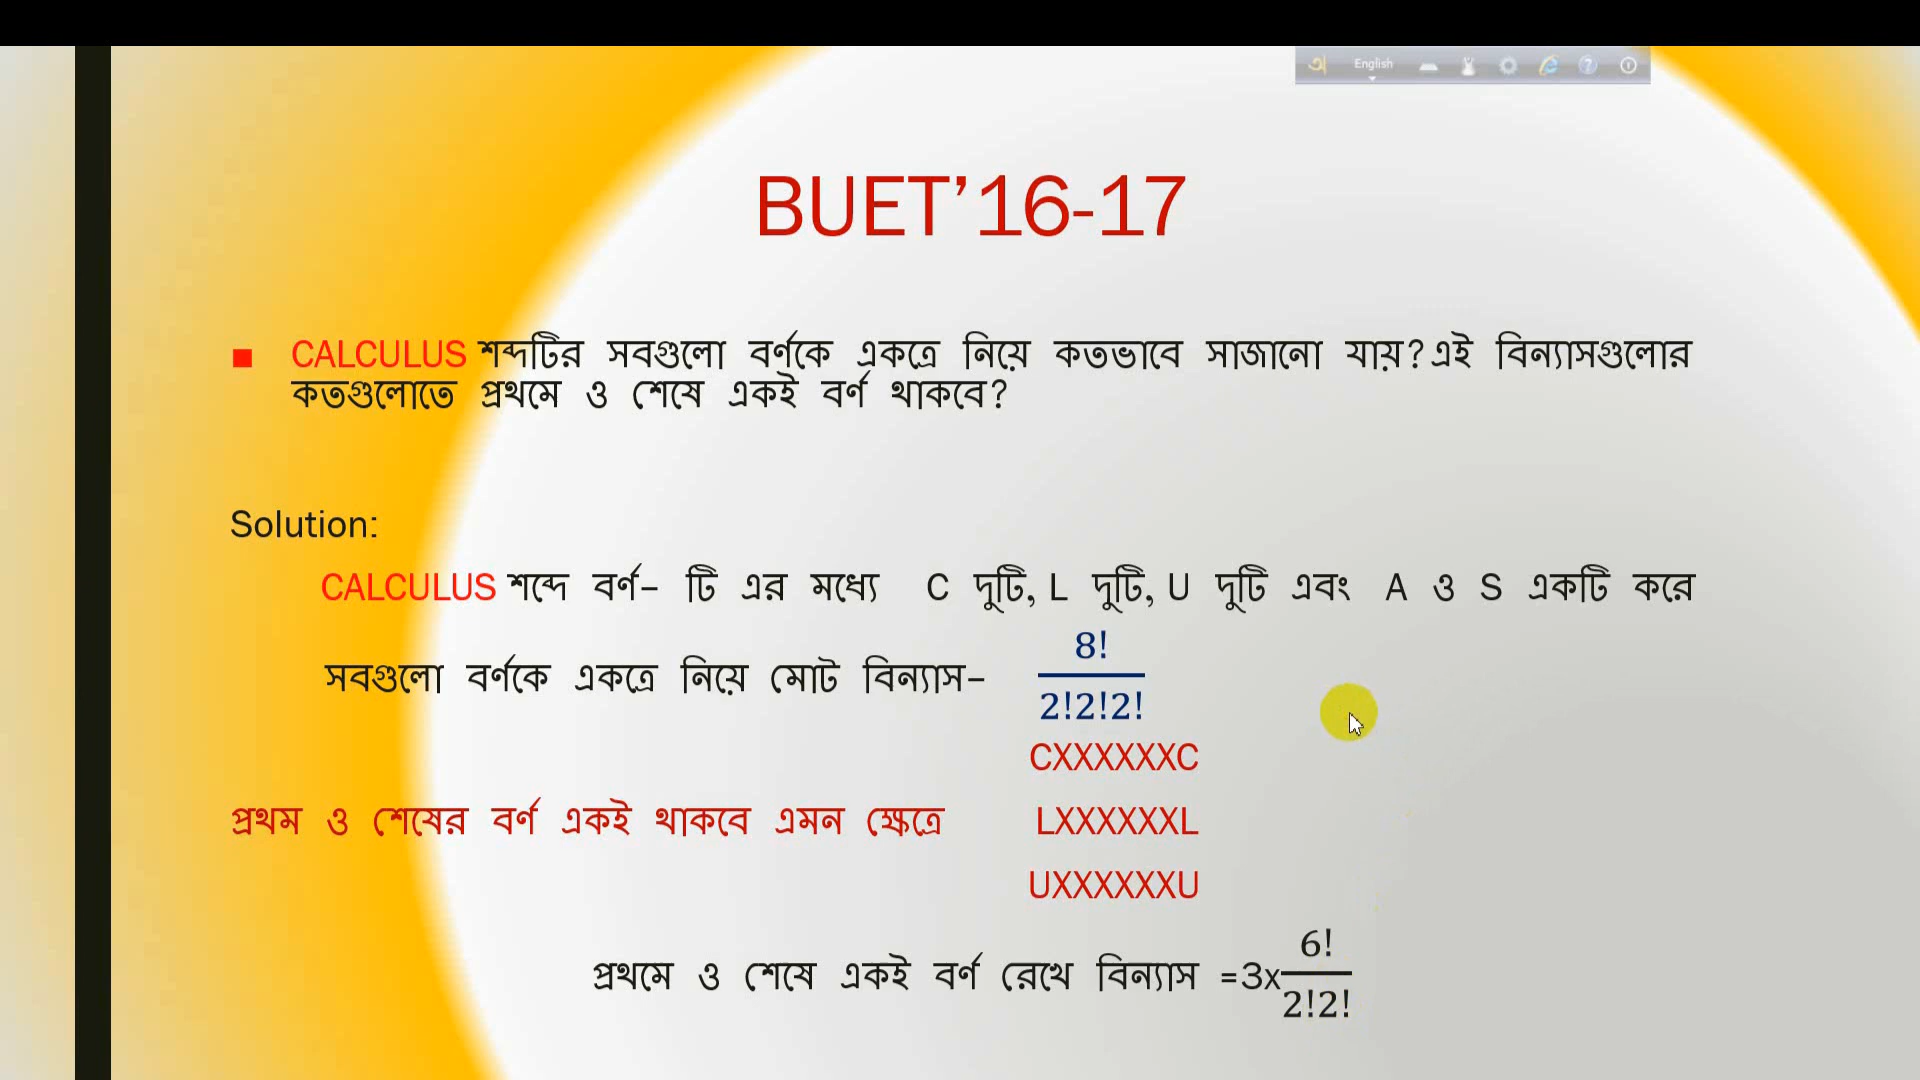 English
BUET’16-17
■ CALCULUS শব্দটির সবগুলো বর্ণকে একত্রে নিয়ে কতভাবে সাজানো যায়?এই বিন্যাসগুলোর
কতগুলোতে প্রথমে ও শেষে একই বর্ণ থাকবে?
Solution:
CALCULUS শব্দে বর্ণ– টি এর মধ্যে C দুটি, L দুটি, U দুটি এবং A ও S একটি করে
সবগুলো বর্ণকে একত্রে নিয়ে মোট বিন্যাস– 8!/2!2!2!
CXXXXXXC
প্রথম ও শেষের বর্ণ একই থাকবে এমন ক্ষেত্রে LXXXXXXL
UXXXXXXU
প্রথমে ও শেষে একই বর্ণ রেখে বিন্যাস =3x6!/2!2!